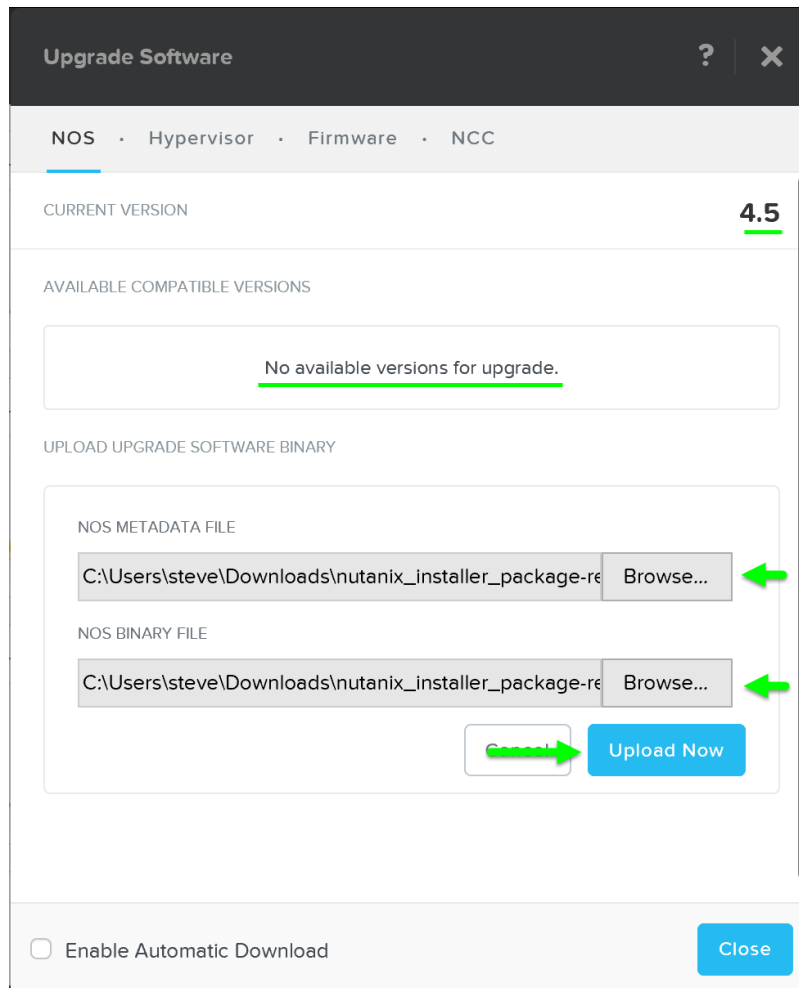 Upgrade Software ?
NOS · Hypervisor · Firmware · NCC
CURRENT VERSION 4.5
AVAILABLE COMPATIBLE VERSIONS
No available versions for upgrade.
UPLOAD UPGRADE SOFTWARE BINARY
NOS METADATA FILE
C:\Users\steve\Downloads\nutanix_installer_package-re Browse...
NOS BINARY FILE
C:\Users\steve\Downloads\nutanix_installer_package-re Browse...
Cancel Upload Now
Enable Automatic Download Close